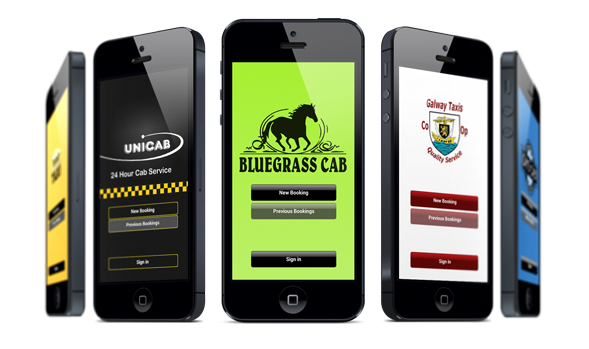 UNICAB
24 Hour Cab Service
New Booking
Previous Bookings
Sign in
BLUEGRASS CAB
New Booking
Previous Bookings
Sign in
Galway Taxis
Co Op
Quality Service
New Booking
Previous Bookings
Sign in